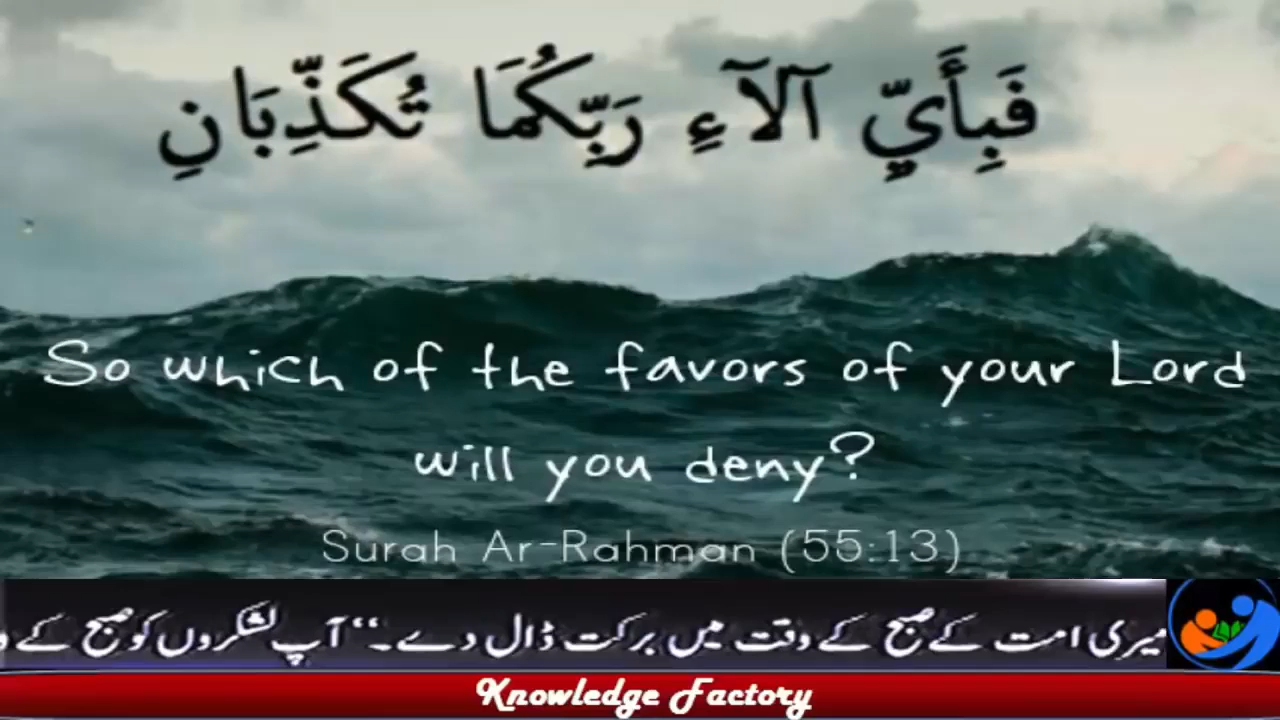 فَبِأَيِّ آلَاءِ رَبِّكُمَا تُكَذِّبَانِ
So which of the favors of your Lord
will you deny?
Surah Ar-Rahman (55:13)
میری امت کے صبح کے وقت میں برکت ڈال دے۔‘‘ آپ لشکروں کو صبح کے
Knowledge Factory